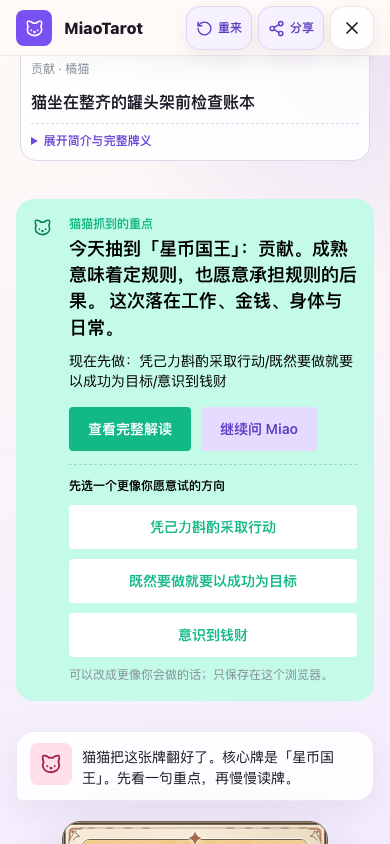 MiaoTarot
重来
分享
贡献 · 橘猫
猫坐在整齐的罐头架前检查账本
展开简介与完整牌义
猫猫抓到的重点
今天抽到「星币国王」：贡献。成熟
意味着定规则，也愿意承担规则的后
果。 这次落在工作、金钱、身体与
日常。
现在先做：凭己力斟酌采取行动/既然要做就要
以成功为目标/意识到钱财
查看完整解读
继续问 Miao
先选一个更像你愿意试的方向
凭己力斟酌采取行动
既然要做就要以成功为目标
意识到钱财
可以改成更像你会做的话；只保存在这个浏览器。
猫猫把这张牌翻好了。核心牌是「星币国
王」。先看一句重点，再慢慢读牌。